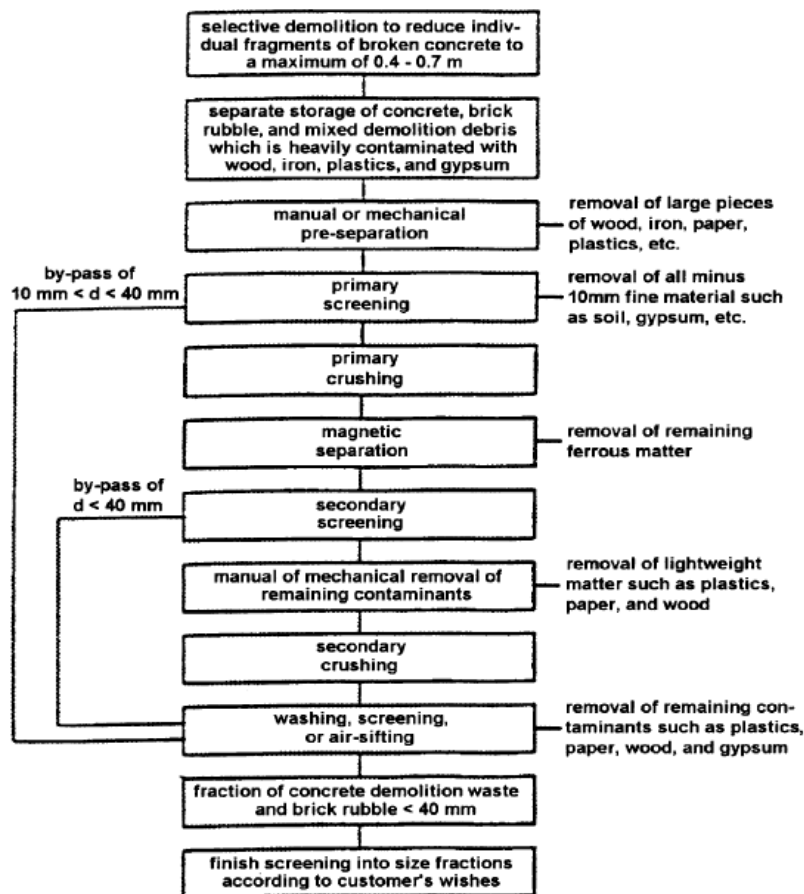 selective demolition to reduce indiv-
dual fragments of broken concrete to
a maximum of 0.4 - 0.7 m
separate storage of concrete, brick
rubble, and mixed demolition debris
which is heavily contaminated with
wood, iron, plastics, and gypsum
manual or mechanical
pre-separation
removal of large pieces
of wood, iron, paper,
plastics, etc.
by-pass of
10 mm < d < 40 mm
primary
screening
removal of all minus
10mm fine material such
as soil, gypsum, etc.
primary
crushing
magnetic
separation
removal of remaining
ferrous matter
by-pass of
d < 40 mm
secondary
screening
manual of mechanical removal of
remaining contaminants
removal of lightweight
matter such as plastics,
paper, and wood
secondary
crushing
washing, screening,
or air-sifting
removal of remaining con-
taminants such as plastics,
paper, wood, and gypsum
fraction of concrete demolition waste
and brick rubble < 40 mm
finish screening into size fractions
according to customer's wishes